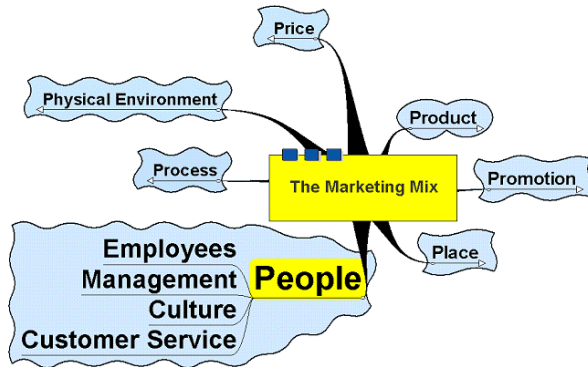 Price
Physical Environment
Product
Process
The Marketing Mix
Promotion
Place
People
Employees
Management
Culture
Customer Service